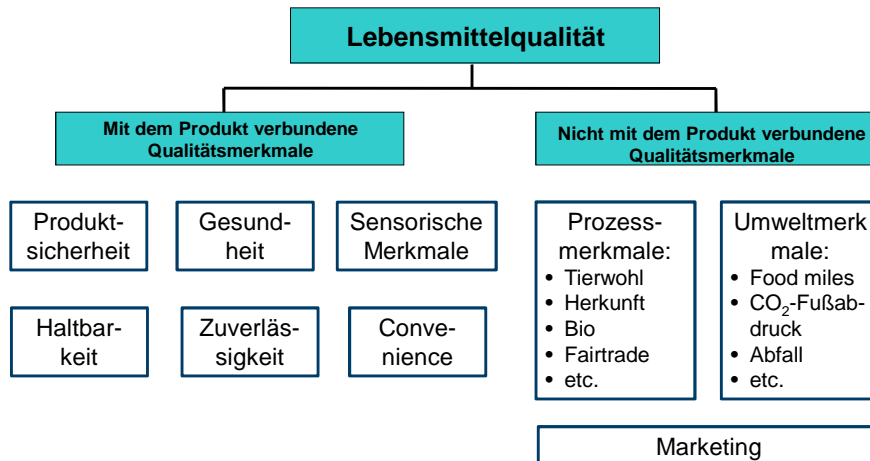 Lebensmittelqualität
Mit dem Produkt verbundene
Qualitätsmerkmale
Nicht mit dem Produkt verbundene
Qualitätsmerkmale
Produkt-
sicherheit
Gesund-
heit
Sensorische
Merkmale
Haltbar-
keit
Zuverläs-
sigkeit
Conve-
nience
Prozess-
merkmale:
• Tierwohl
• Herkunft
• Bio
• Fairtrade
• etc.
Umweltmerk
male:
• Food miles
• CO₂-Fußab-
druck
• Abfall
• etc.
Marketing